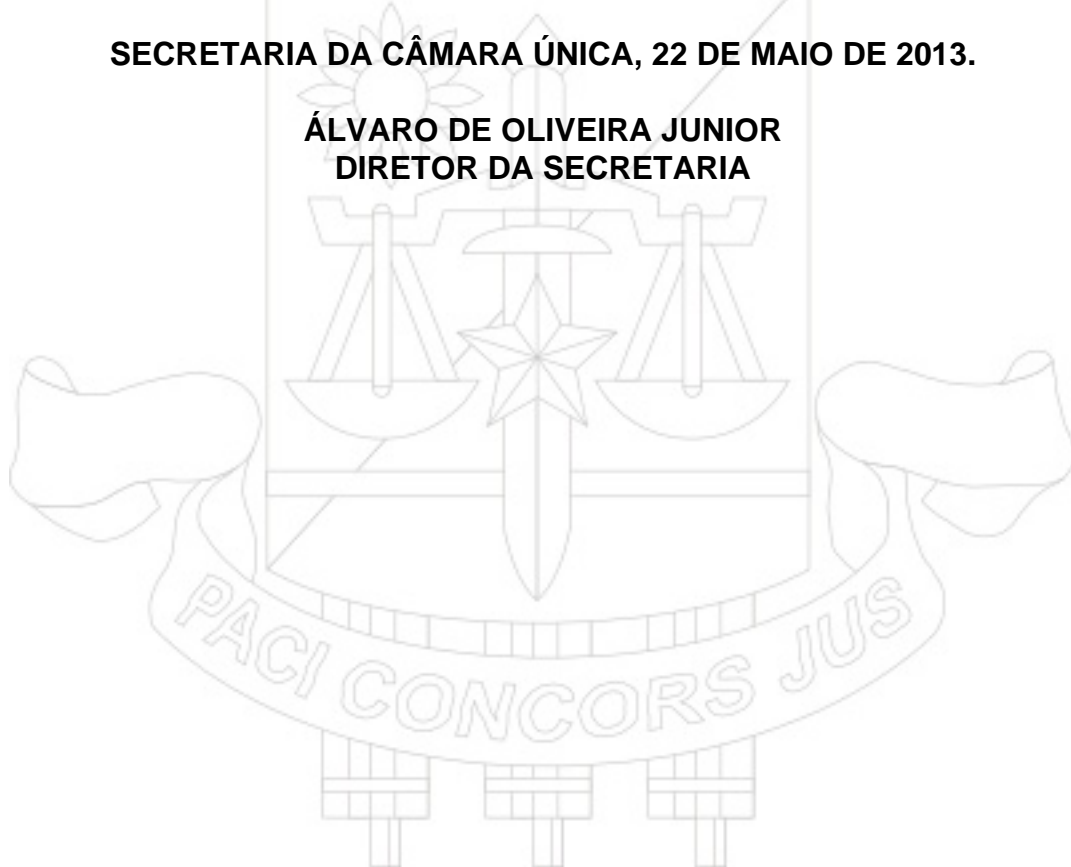 SECRETARIA DA CÂMARA ÚNICA, 22 DE MAIO DE 2013.
ÁLVARO DE OLIVEIRA JUNIOR
DIRETOR DA SECRETARIA
PACI CONCORS JUS